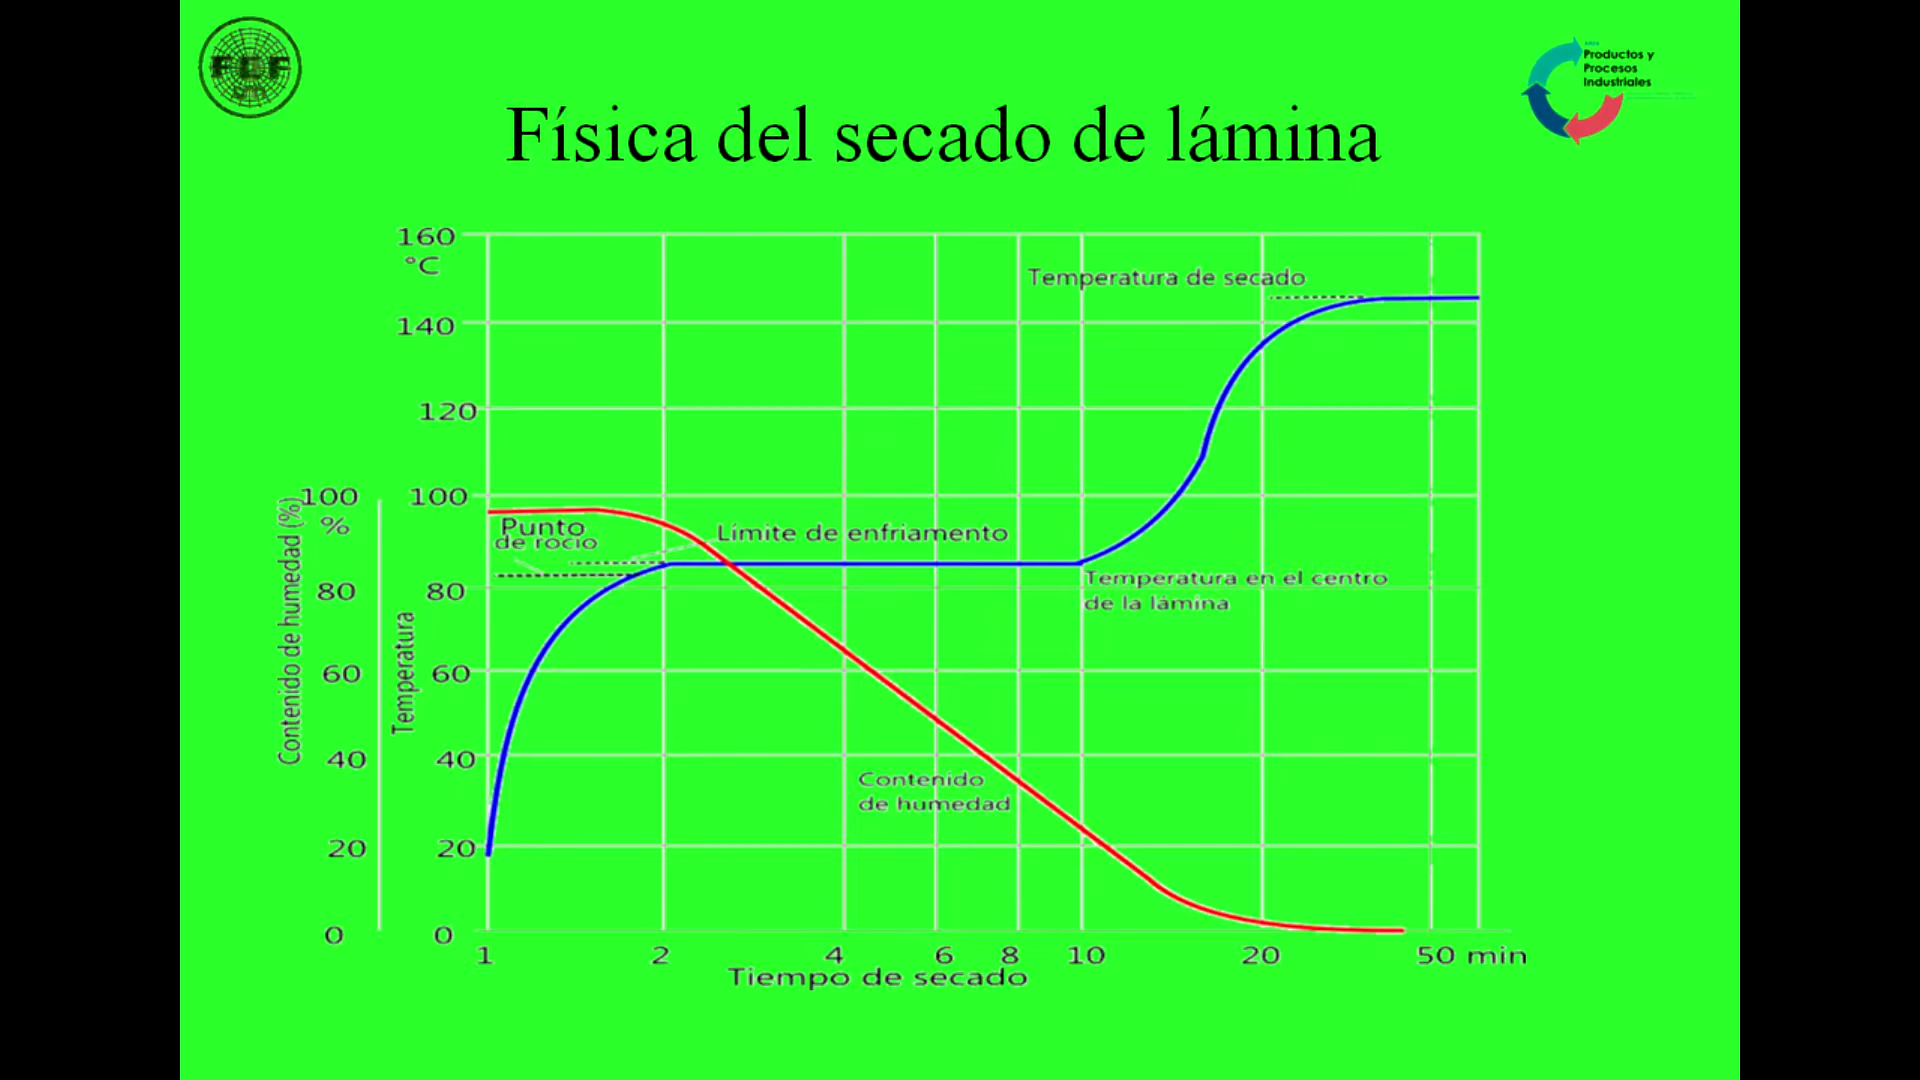 FCF
Productos y
Procesos
Industriales
Física del secado de lámina
160
°C
Temperatura de secado
140
120
100
%
100
Punto
de rocio
Límite de enfriamento
80
80
Temperatura en el centro
de la lámina
60
60
Contenido de humedad (%)
Temperatura
40
40
Contenido
de humedad
20
20
0
0
1 2 4 6 8 10 20 50 min
Tiempo de secado